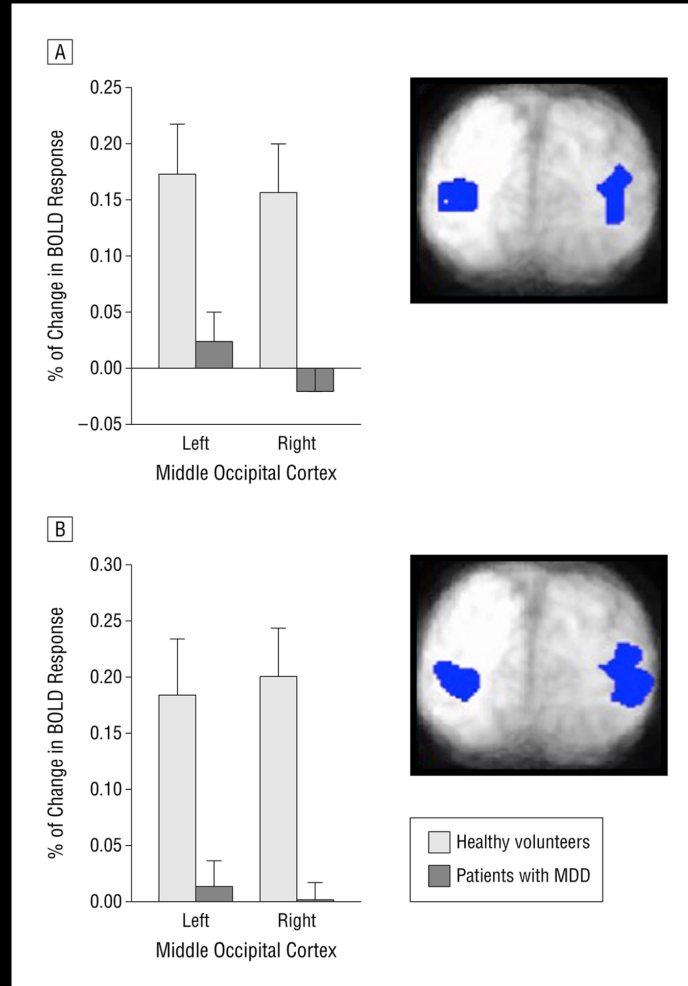 A
% of Change in BOLD Response
0.25
0.20
0.15
0.10
0.05
0.00
−0.05
Left Right
Middle Occipital Cortex
B
% of Change in BOLD Response
0.30
0.25
0.20
0.15
0.10
0.05
0.00
Left Right
Middle Occipital Cortex
Healthy volunteers
Patients with MDD